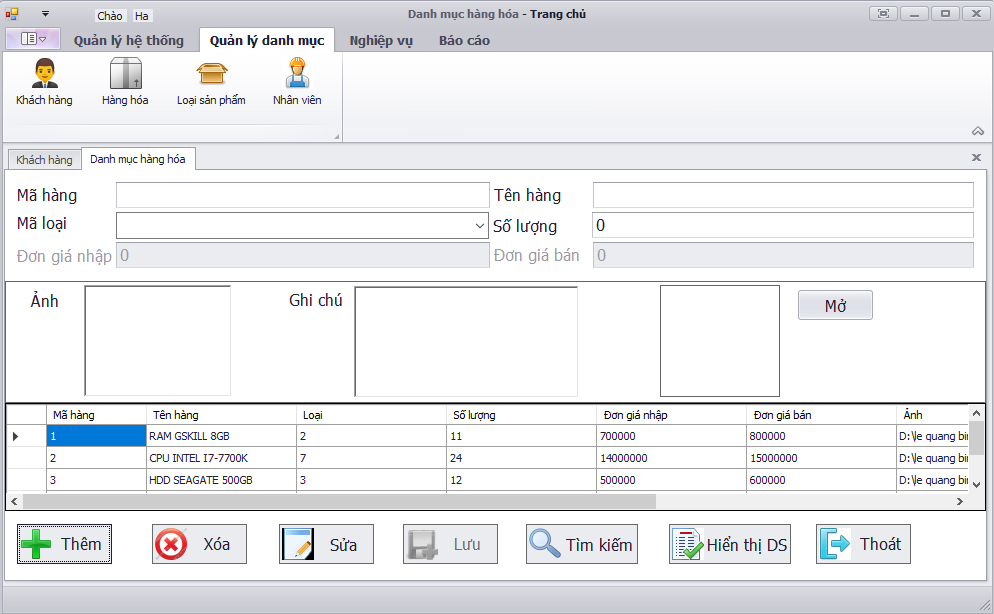 Chào Ha
Danh mục hàng hóa - Trang chủ
Quản lý hệ thống Quản lý danh mục Nghiệp vụ Báo cáo
Khách hàng Hàng hóa Loại sản phẩm Nhân viên
Khách hàng Danh mục hàng hóa
Mã hàng Tên hàng
Mã loại Số lượng 0
Đơn giá nhập 0 Đơn giá bán 0
Ảnh Ghi chú Mở
Mã hàng Tên hàng Loại Số lượng Đơn giá nhập Đơn giá bán Ảnh
1 RAM GSKILL 8GB 2 11 700000 800000 D:\le quang bin
2 CPU INTEL I7-7700K 7 24 14000000 15000000 D:\le quang bin
3 HDD SEAGATE 500GB 3 12 500000 600000 D:\le quang bin
Thêm Xóa Sửa Lưu Tìm kiếm Hiển thị DS Thoát